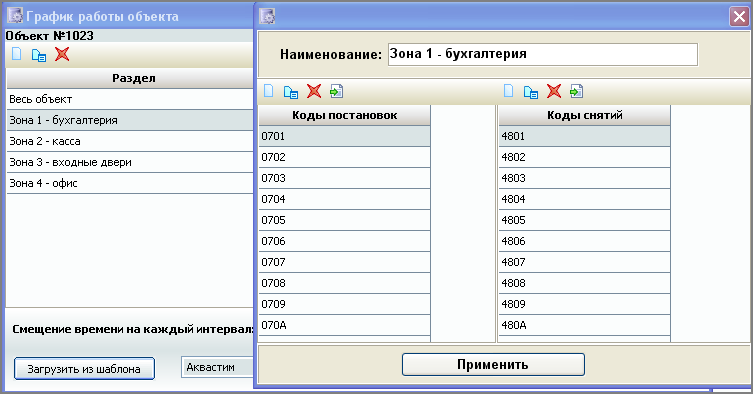 График работы объекта
Объект №1023
Раздел
Весь объект
Зона 1 - бухгалтерия
Зона 2 - касса
Зона 3 - входные двери
Зона 4 - офис
Смещение времени на каждый интервал:
Загрузить из шаблона
Аквастим
Наименование: Зона 1 - бухгалтерия
Коды постановок
0701
0702
0703
0704
0705
0706
0707
0708
0709
070A
Коды снятий
4801
4802
4803
4804
4805
4806
4807
4808
4809
480A
Применить